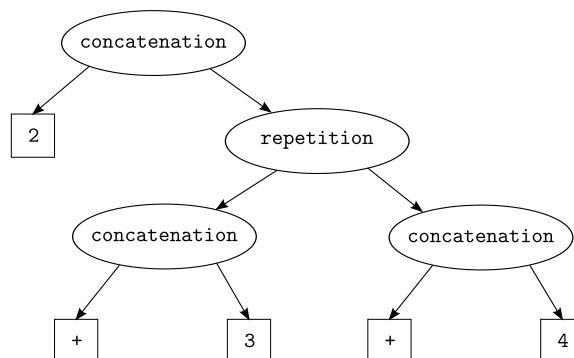 concatenation
2
repetition
concatenation
concatenation
+
3
+
4